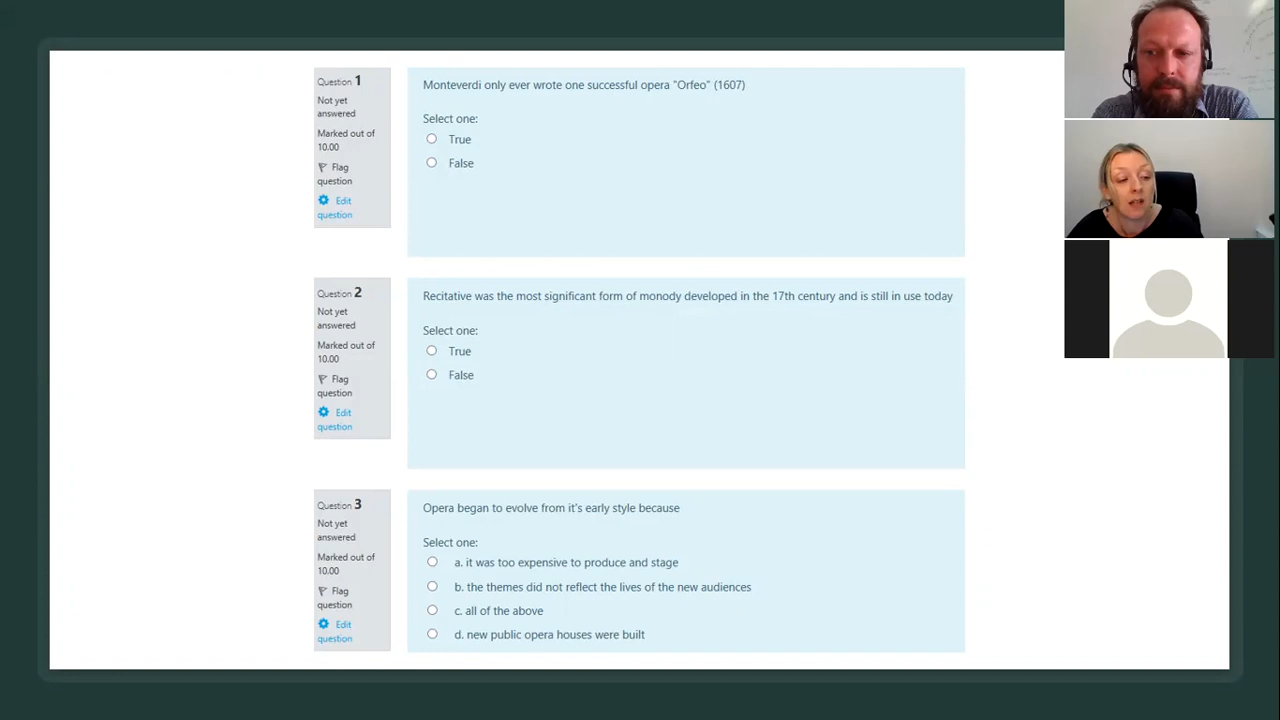 Question 1
Not yet
answered
Marked out of
10.00
Flag
question
Edit
question
Monteverdi only ever wrote one successful opera "Orfeo" (1607)
Select one:
True
False
Question 2
Not yet
answered
Marked out of
10.00
Flag
question
Edit
question
Recitative was the most significant form of monody developed in the 17th century and is still in use today
Select one:
True
False
Question 3
Not yet
answered
Marked out of
10.00
Flag
question
Edit
question
Opera began to evolve from it's early style because
Select one:
a. it was too expensive to produce and stage
b. the themes did not reflect the lives of the new audiences
c. all of the above
d. new public opera houses were built